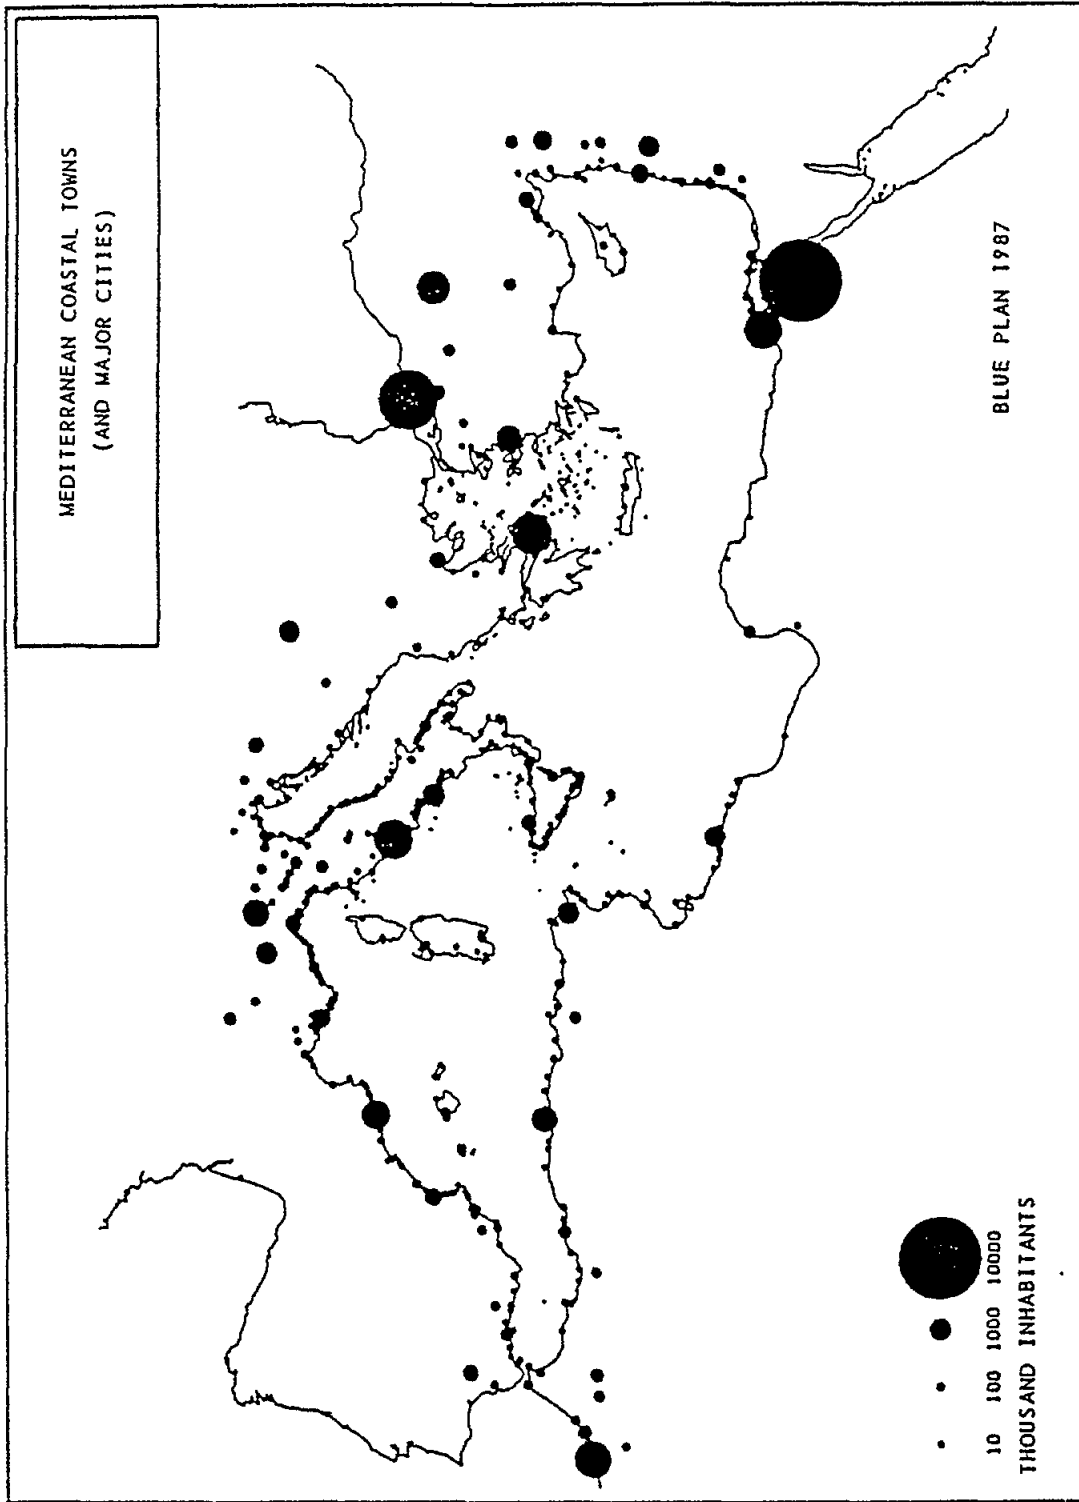 MEDITERRANEAN COASTAL TOWNS
(AND MAJOR CITIES)
BLUE PLAN 1987
10 100 1000 10000
THOUSAND INHABITANTS